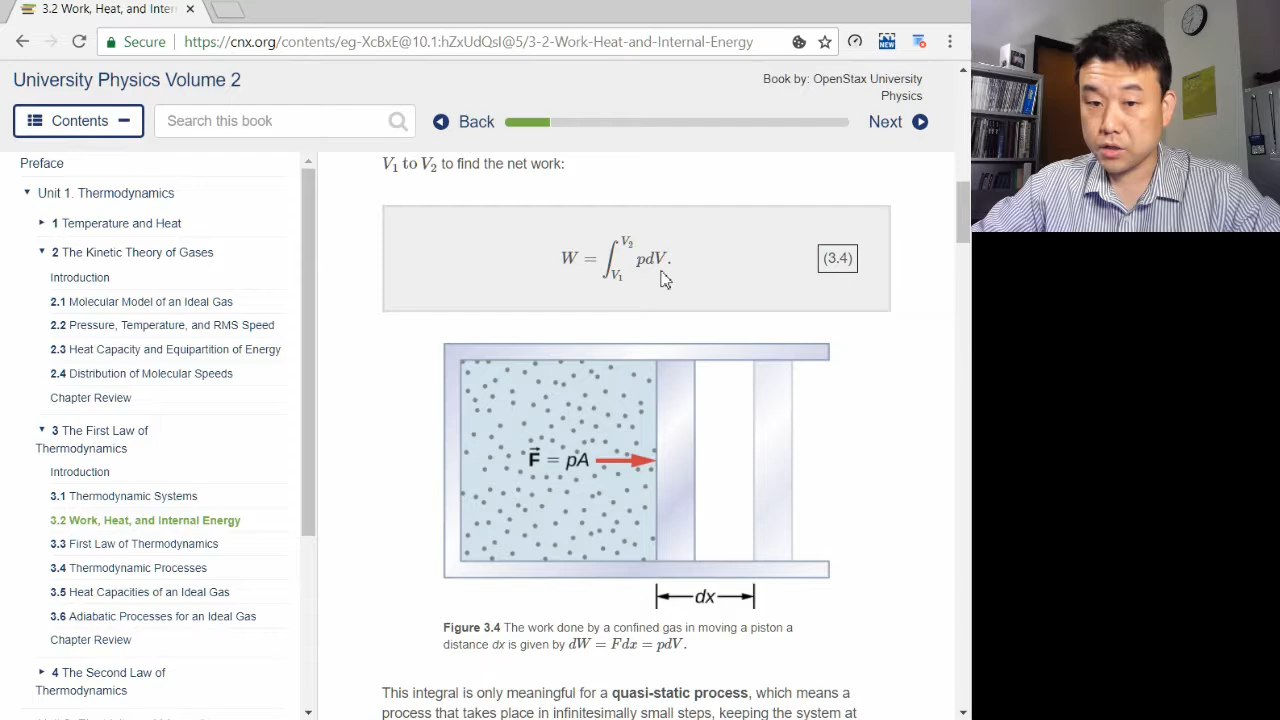 3.2 Work, Heat, and Inter
Secure
https://cnx.org/contents/eg-XcBxE@10.1:hZxUdQsI@5/3-2-Work-Heat-and-Internal-Energy
NEW
University Physics Volume 2
Book by: OpenStax University
Physics
Contents
Search this book
Back
Next
Preface
Unit 1. Thermodynamics
1 Temperature and Heat
2 The Kinetic Theory of Gases
Introduction
2.1 Molecular Model of an Ideal Gas
2.2 Pressure, Temperature, and RMS Speed
2.3 Heat Capacity and Equipartition of Energy
2.4 Distribution of Molecular Speeds
Chapter Review
3 The First Law of
Thermodynamics
Introduction
3.1 Thermodynamic Systems
3.2 Work, Heat, and Internal Energy
3.3 First Law of Thermodynamics
3.4 Thermodynamic Processes
3.5 Heat Capacities of an Ideal Gas
3.6 Adiabatic Processes for an Ideal Gas
Chapter Review
4 The Second Law of
Thermodynamics
V₁ to V₂ to find the net work:
W = ∫_{V₁}^{V₂} pdV.
(3.4)
F⃗ = pA
dx
Figure 3.4 The work done by a confined gas in moving a piston a
distance dx is given by dW = Fdx = pdV.
This integral is only meaningful for a quasi-static process, which means a
process that takes place in infinitesimally small steps, keeping the system at